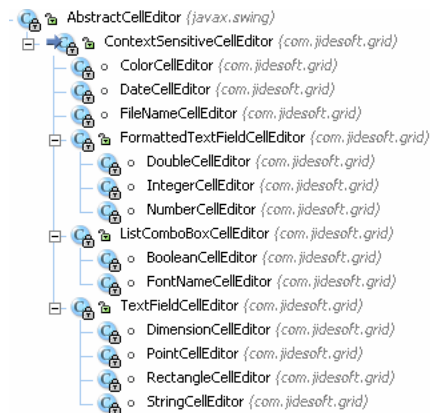 AbstractCellEditor (javax.swing)
ContextSensitiveCellEditor (com.jidesoft.grid)
ColorCellEditor (com.jidesoft.grid)
DateCellEditor (com.jidesoft.grid)
FileNameCellEditor (com.jidesoft.grid)
FormattedTextFieldCellEditor (com.jidesoft.grid)
DoubleCellEditor (com.jidesoft.grid)
IntegerCellEditor (com.jidesoft.grid)
NumberCellEditor (com.jidesoft.grid)
ListComboBoxCellEditor (com.jidesoft.grid)
BooleanCellEditor (com.jidesoft.grid)
FontNameCellEditor (com.jidesoft.grid)
TextFieldCellEditor (com.jidesoft.grid)
DimensionCellEditor (com.jidesoft.grid)
PointCellEditor (com.jidesoft.grid)
RectangleCellEditor (com.jidesoft.grid)
StringCellEditor (com.jidesoft.grid)